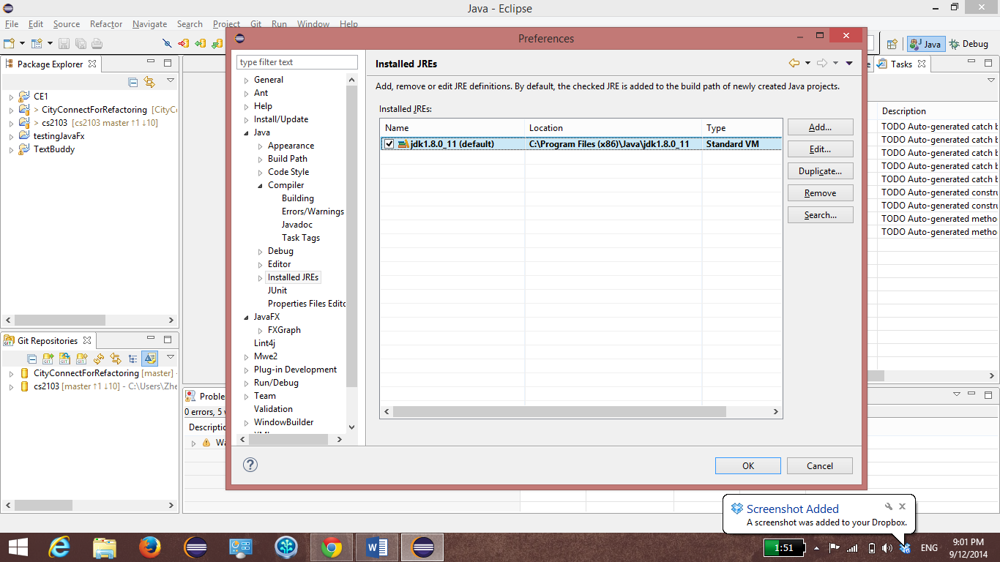 Java - Eclipse
File Edit Source Refactor Navigate Search Project Git Run Window Help
Java Debug
Package Explorer
CE1
> CityConnectForRefactoring [CityC
> cs2103 [cs2103 master ↑1 ↓10]
testingJavaFx
TextBuddy
Git Repositories
CityConnectForRefactoring [master] -
cs2103 [master ↑1 ↓10] - C:\Users\Zhe
Preferences
type filter text
General
Ant
Help
Install/Update
Java
Appearance
Build Path
Code Style
Compiler
Building
Errors/Warnings
Javadoc
Task Tags
Debug
Editor
Installed JREs
JUnit
Properties Files Edito
JavaFX
FXGraph
Lint4j
Mwe2
Plug-in Development
Run/Debug
Team
Validation
WindowBuilder
Installed JREs
Add, remove or edit JRE definitions. By default, the checked JRE is added to the build path of newly created Java projects.
Installed JREs:
Name Location Type
jdk1.8.0_11 (default) C:\Program Files (x86)\Java\jdk1.8.0_11 Standard VM
Add...
Edit...
Duplicate...
Remove
Search...
OK Cancel
Tasks
Description
TODO Auto-generated catch b
TODO Auto-generated catch b
TODO Auto-generated catch b
TODO Auto-generated catch b
TODO Auto-generated constru
TODO Auto-generated constru
TODO Auto-generated metho
TODO Auto-generated metho
Proble
0 errors, 5
Descriptio
Wa
Screenshot Added
A screenshot was added to your Dropbox.
1:51
ENG
9:01 PM
9/12/2014